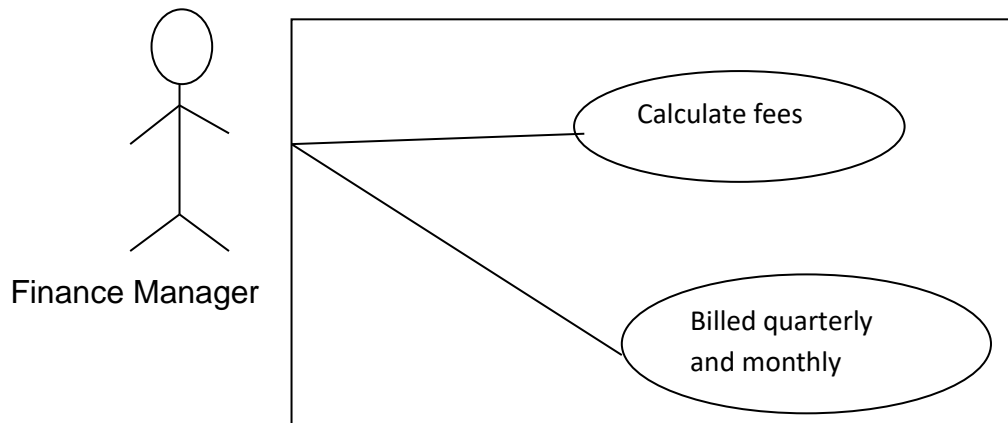 Calculate fees
Finance Manager
Billed quarterly
and monthly